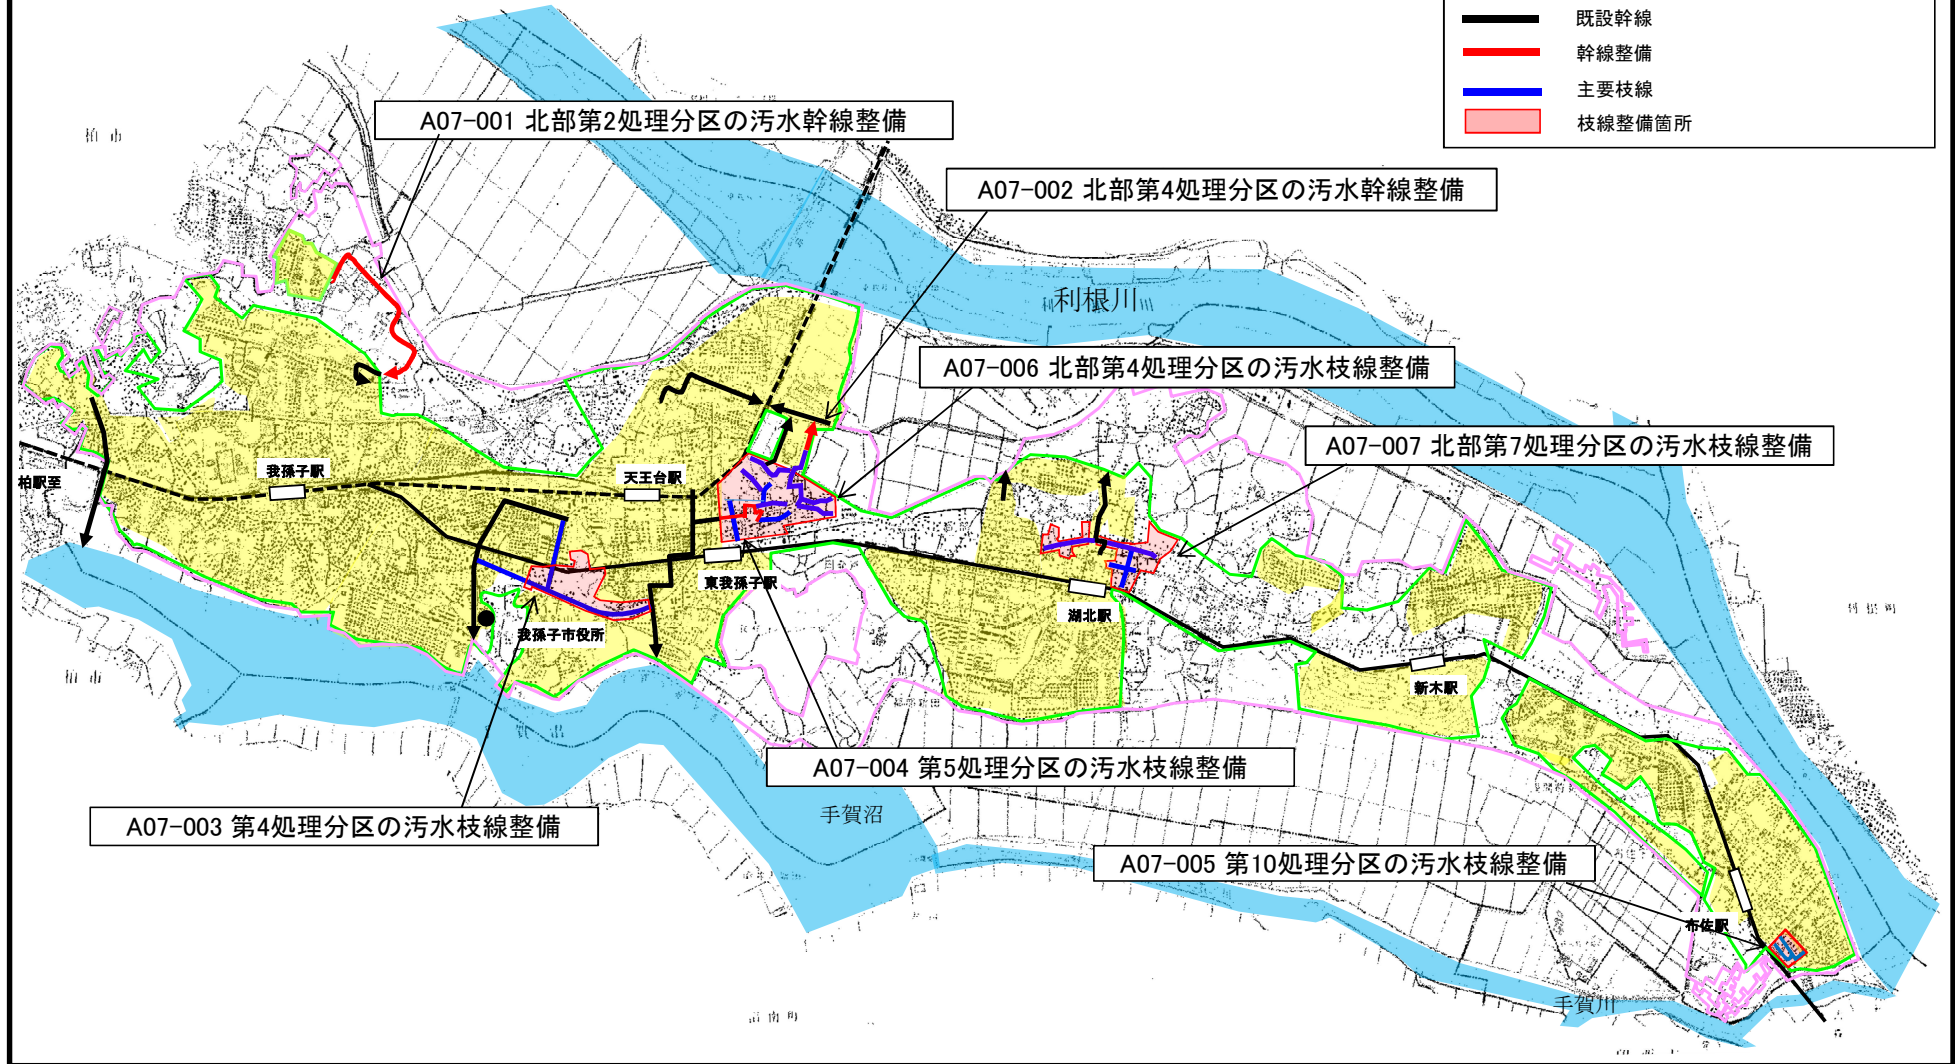 既設幹線
幹線整備
主要枝線
枝線整備箇所
A07-001 北部第2処理分区の汚水幹線整備
柏市
A07-002 北部第4処理分区の汚水幹線整備
利根川
A07-006 北部第4処理分区の汚水枝線整備
A07-007 北部第7処理分区の汚水枝線整備
我孫子駅
天王台駅
柏駅至
東我孫子駅
湖北駅
利根町
我孫子市役所
柏市
新木駅
A07-004 第5処理分区の汚水枝線整備
手賀沼
A07-003 第4処理分区の汚水枝線整備
A07-005 第10処理分区の汚水枝線整備
布佐駅
手賀川